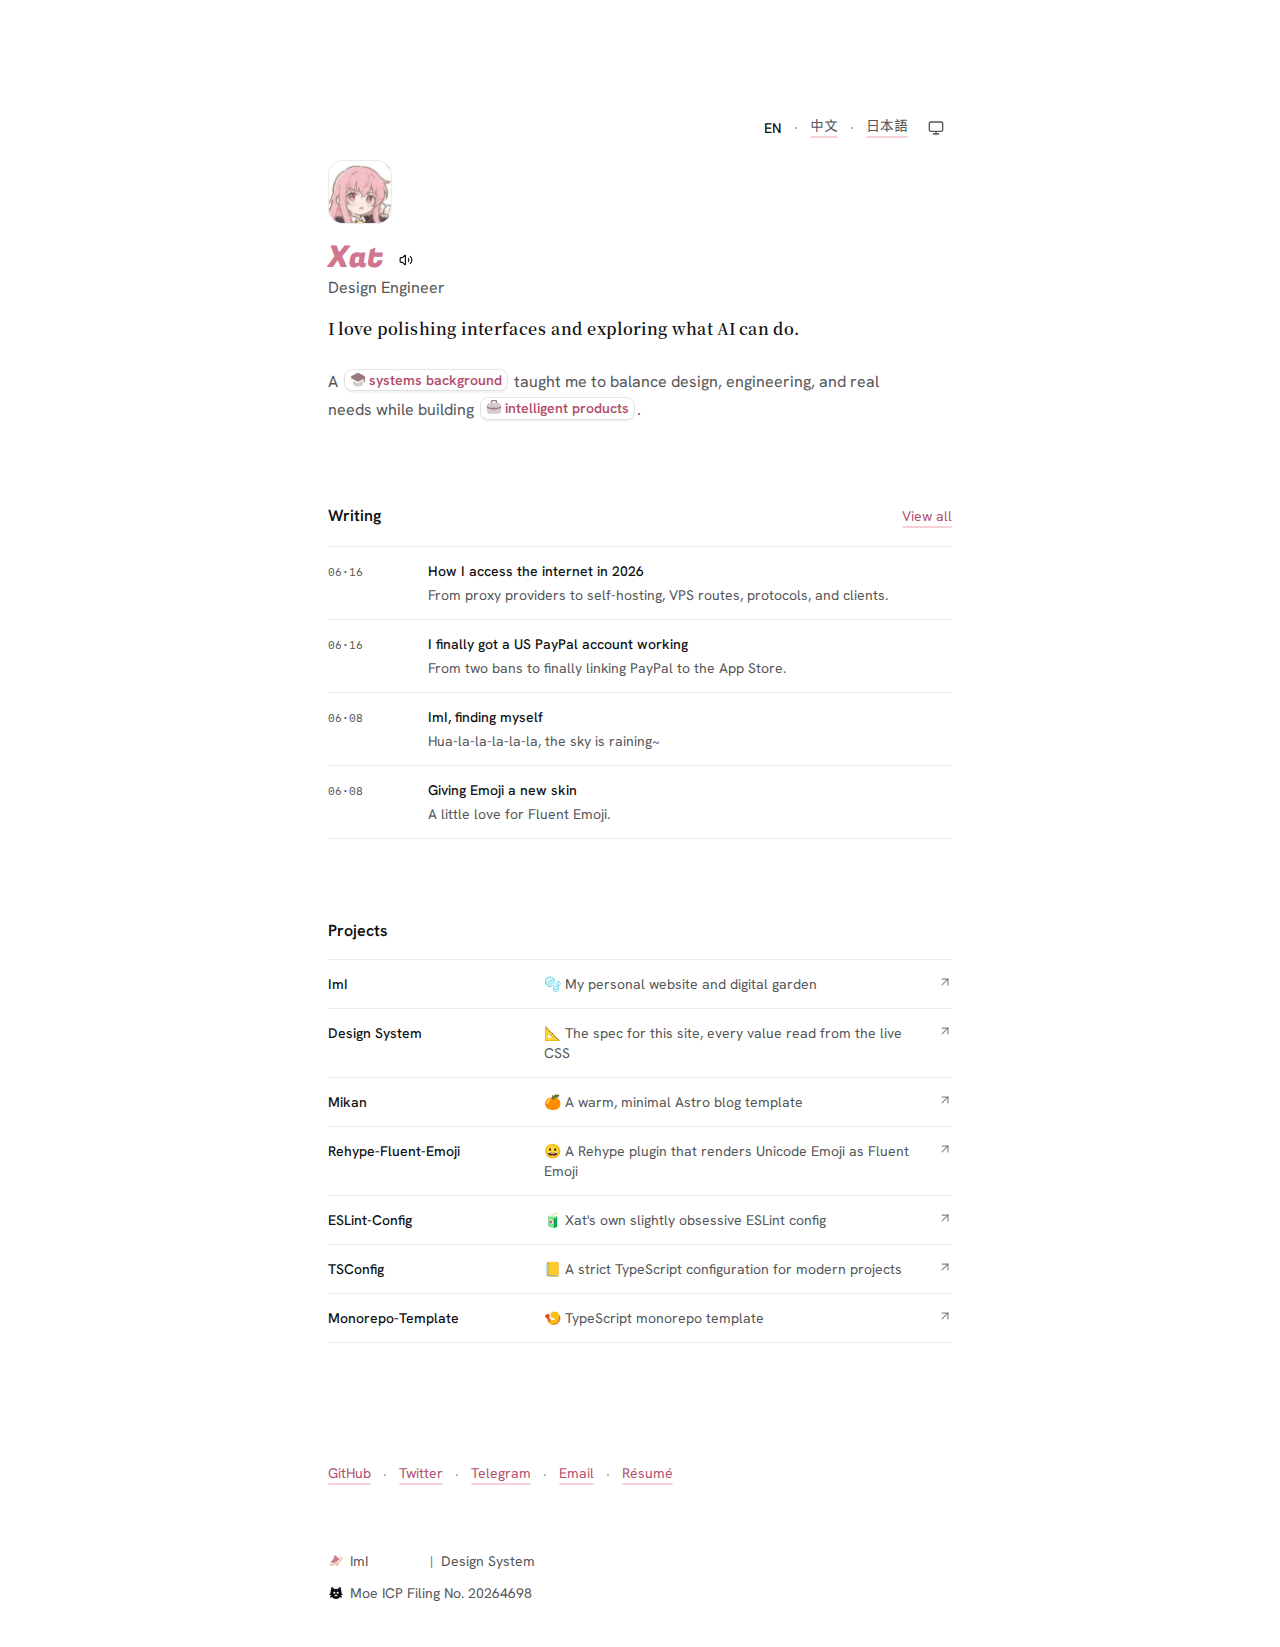 EN · 中文 · 日本語
Xat
Design Engineer
I love polishing interfaces and exploring what AI can do.
A 🎓 systems background taught me to balance design, engineering, and real
needs while building 💼 intelligent products .
Writing
View all
06·16
How I access the internet in 2026
From proxy providers to self-hosting, VPS routes, protocols, and clients.
06·16
I finally got a US PayPal account working
From two bans to finally linking PayPal to the App Store.
06·08
ImI, finding myself
Hua-la-la-la-la-la, the sky is raining~
06·08
Giving Emoji a new skin
A little love for Fluent Emoji.
Projects
ImI
🫧 My personal website and digital garden
Design System
📐 The spec for this site, every value read from the live
CSS
Mikan
🍊 A warm, minimal Astro blog template
Rehype-Fluent-Emoji
😀 A Rehype plugin that renders Unicode Emoji as Fluent
Emoji
ESLint-Config
🧃 Xat's own slightly obsessive ESLint config
TSConfig
📒 A strict TypeScript configuration for modern projects
Monorepo-Template
🍤 TypeScript monorepo template
GitHub · Twitter · Telegram · Email · Résumé
ImI | Design System
Moe ICP Filing No. 20264698